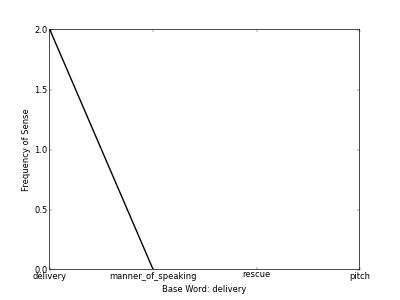 2.0
1.5
1.0
0.5
0.0
Frequency of Sense
delivery manner_of_speaking rescue pitch
Base Word: delivery